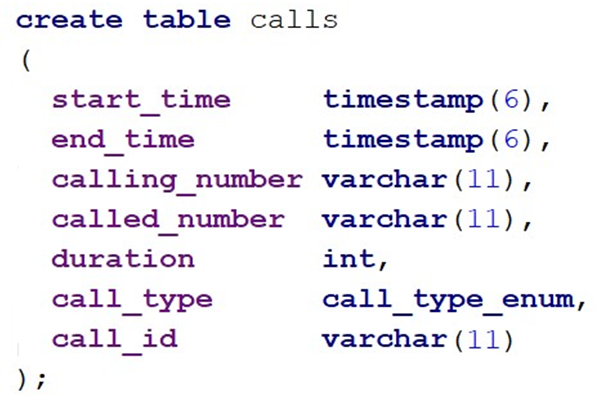 create table calls
(
start_time timestamp(6),
end_time timestamp(6),
calling_number varchar(11),
called_number varchar(11),
duration int,
call_type call_type_enum,
call_id varchar(11)
);